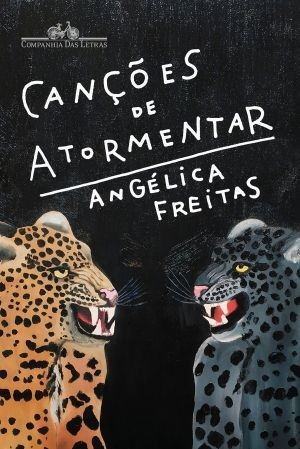 Companhia Das Letras
CANÇÕES
DE
ATORMENTAR
ANGÉLICA
FREITAS